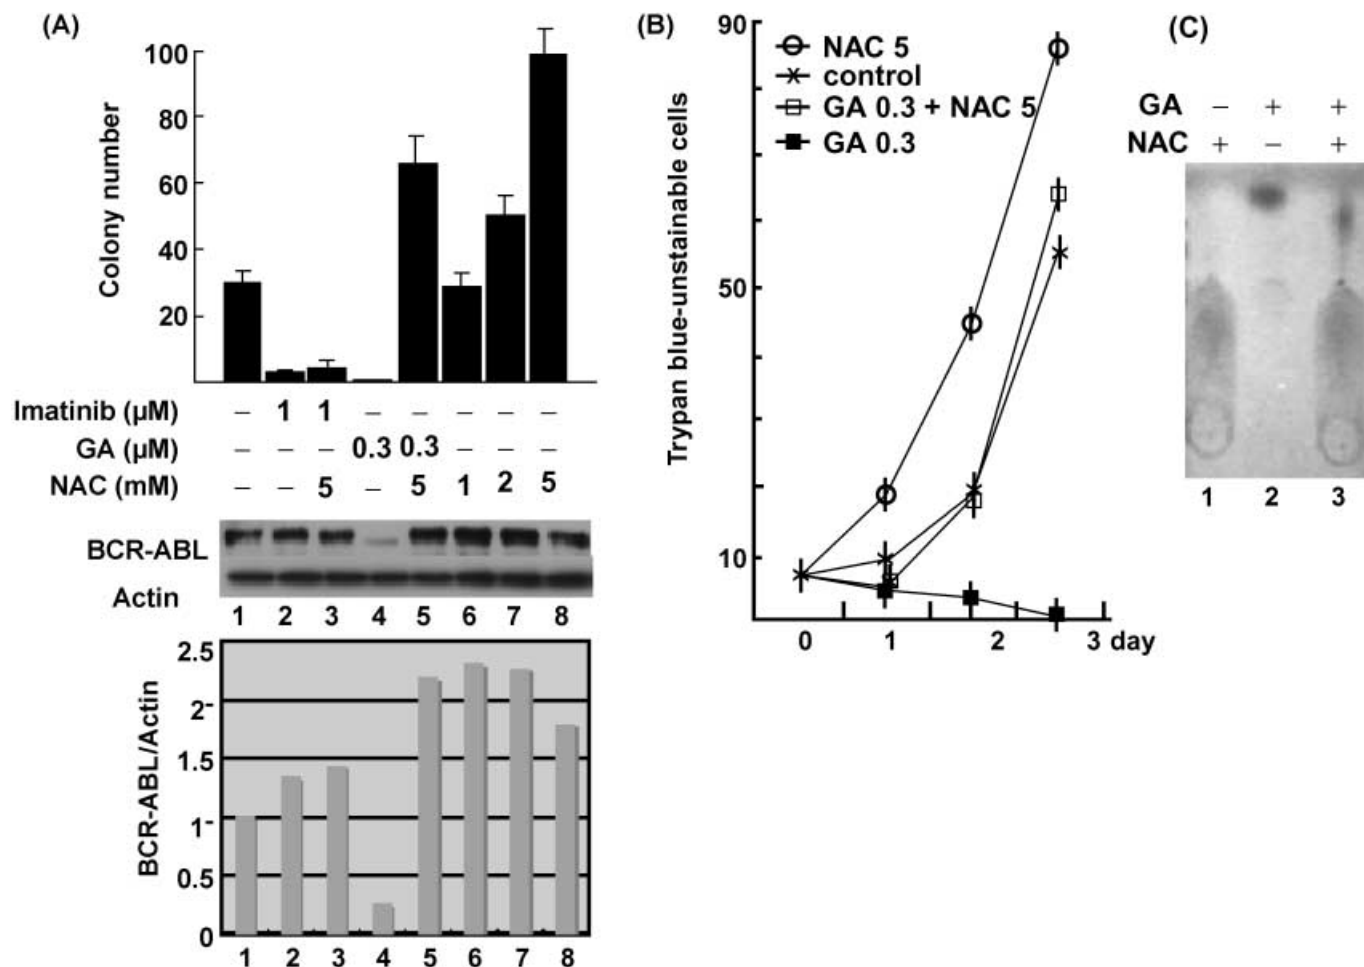 (A)
100
80
60
40
20
Colony number
Imatinib (µM) – 1 1 – – – – –
GA (µM) – – – 0.3 0.3 – – –
NAC (mM) – – 5 – 5 1 2 5
BCR-ABL
Actin
1 2 3 4 5 6 7 8
2.5
2
1.5
1
0.5
0
BCR-ABL/Actin
1 2 3 4 5 6 7 8
(B)
90
50
10
Trypan blue-unstainable cells
NAC 5
control
GA 0.3 + NAC 5
GA 0.3
0 1 2 3 day
(C)
GA – + +
NAC + – +
1 2 3